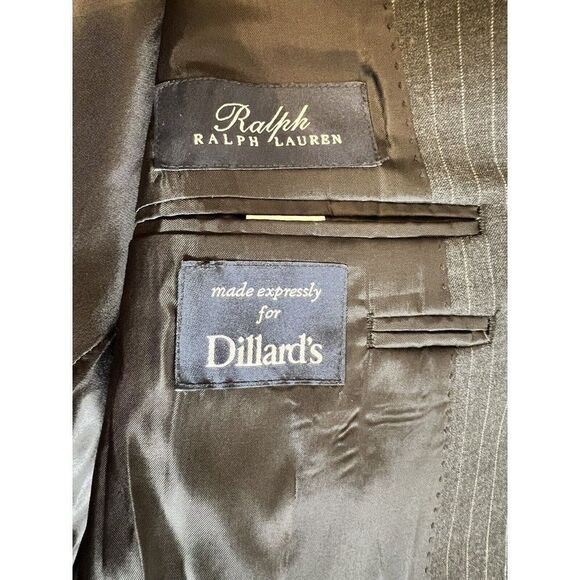 Ralph
RALPH LAUREN
made expressly
for
Dillard's